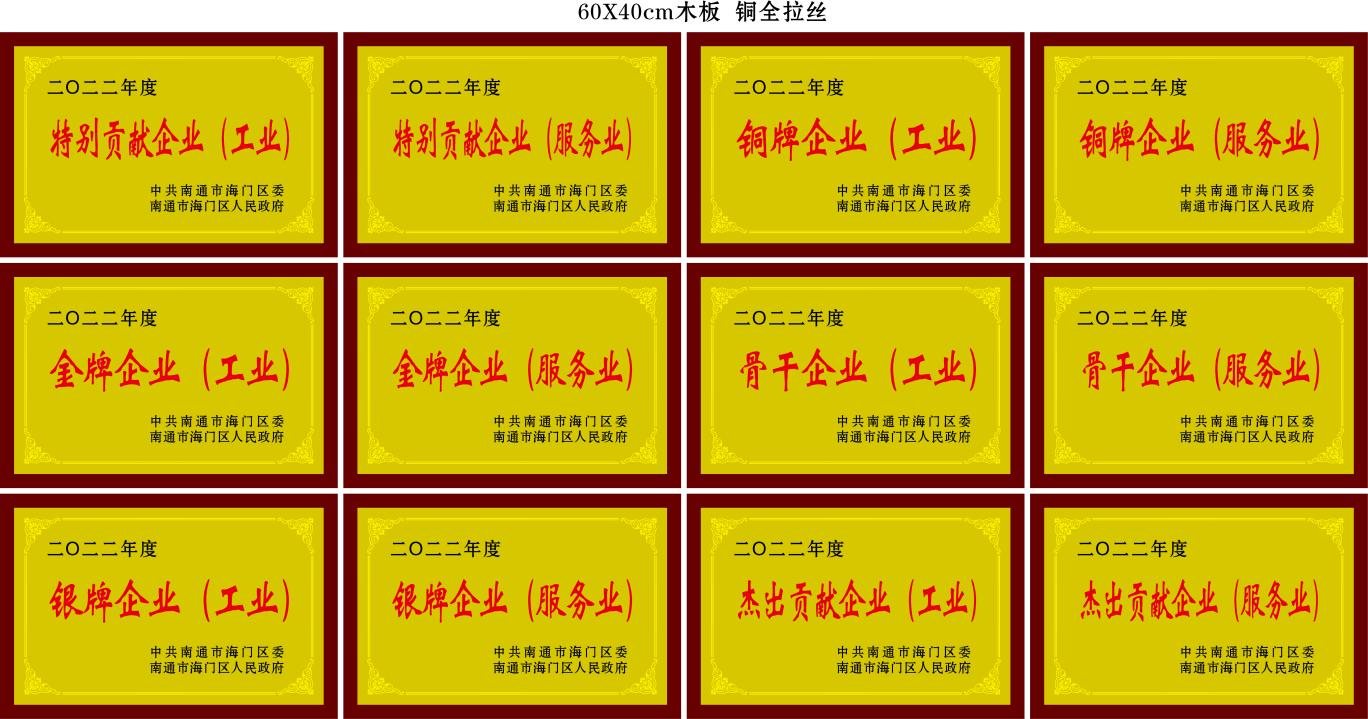 60X40cm木板 铜全拉丝
二〇二二年度
特别贡献企业（工业）
中共南通市海门区委
南通市海门区人民政府
二〇二二年度
特别贡献企业（服务业）
中共南通市海门区委
南通市海门区人民政府
二〇二二年度
铜牌企业（工业）
中共南通市海门区委
南通市海门区人民政府
二〇二二年度
铜牌企业（服务业）
中共南通市海门区委
南通市海门区人民政府
二〇二二年度
金牌企业（工业）
中共南通市海门区委
南通市海门区人民政府
二〇二二年度
金牌企业（服务业）
中共南通市海门区委
南通市海门区人民政府
二〇二二年度
骨干企业（工业）
中共南通市海门区委
南通市海门区人民政府
二〇二二年度
骨干企业（服务业）
中共南通市海门区委
南通市海门区人民政府
二〇二二年度
银牌企业（工业）
中共南通市海门区委
南通市海门区人民政府
二〇二二年度
银牌企业（服务业）
中共南通市海门区委
南通市海门区人民政府
二〇二二年度
杰出贡献企业（工业）
中共南通市海门区委
南通市海门区人民政府
二〇二二年度
杰出贡献企业（服务业）
中共南通市海门区委
南通市海门区人民政府